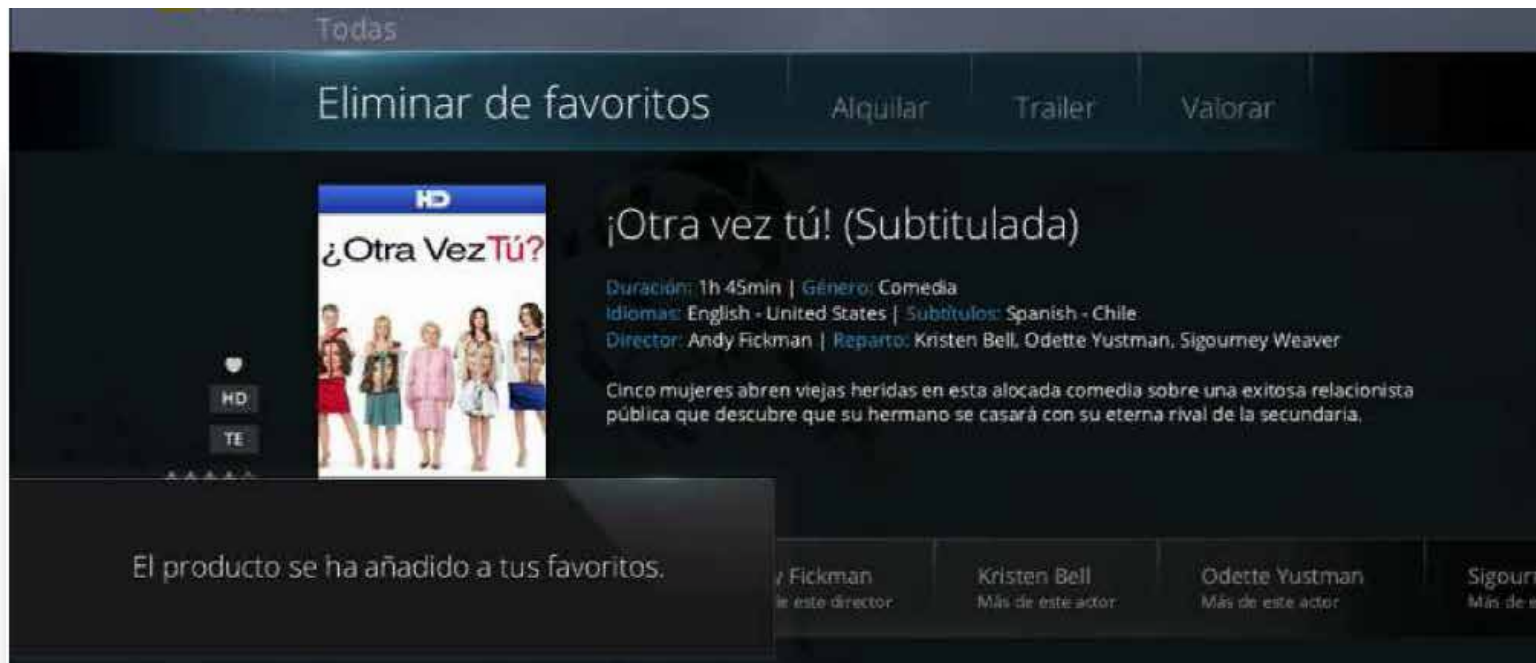 Todas
Eliminar de favoritos Alquilar Trailer Valorar
HD
¿Otra Vez Tú?
¡Otra vez tú! (Subtitulada)
Duración: 1h 45min | Género: Comedia
Idiomas: English - United States | Subtítulos: Spanish - Chile
Director: Andy Fickman | Reparto: Kristen Bell, Odette Yustman, Sigourney Weaver
Cinco mujeres abren viejas heridas en esta alocada comedia sobre una exitosa relacionista
pública que descubre que su hermano se casará con su eterna rival de la secundaria.
HD
TE
El producto se ha añadido a tus favoritos.
Fickman Kristen Bell Odette Yustman
este director Más de este actor Más de este actor Más de